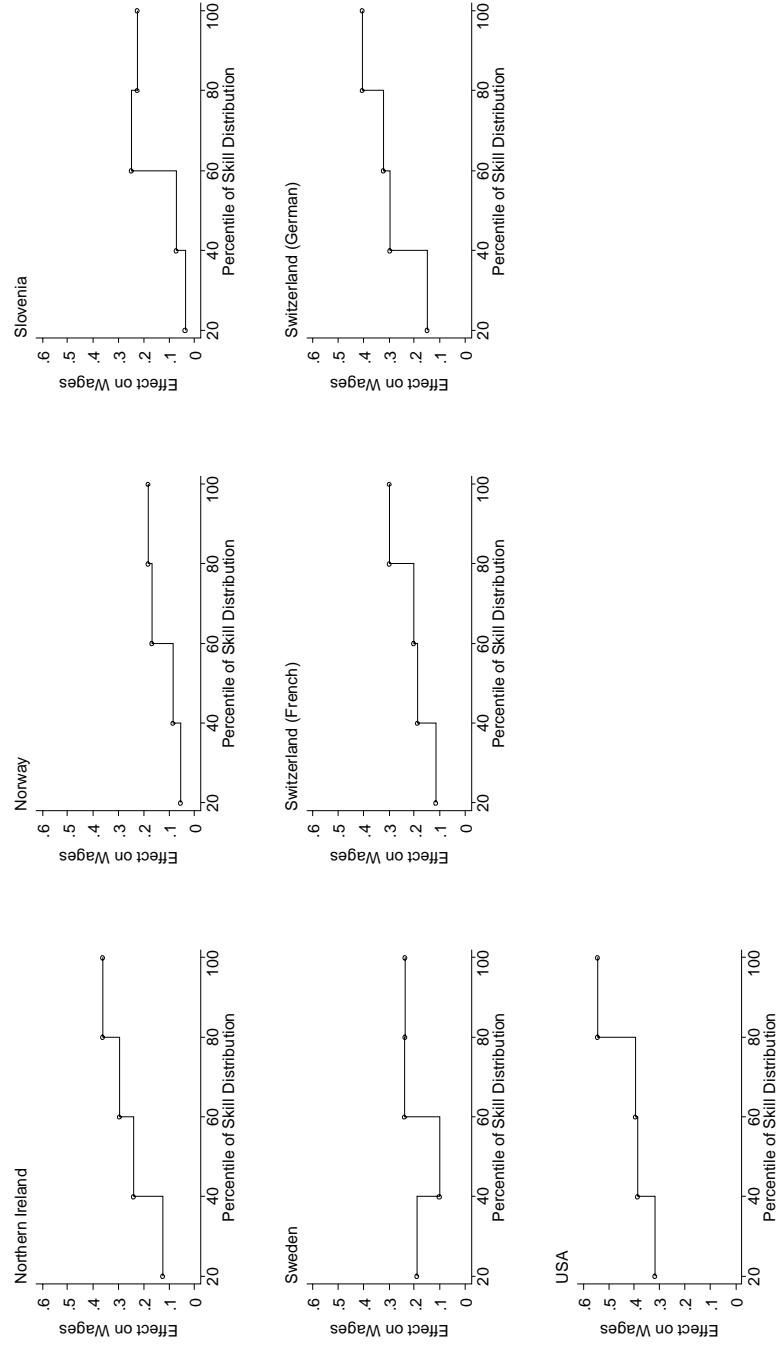 Northern Ireland
Effect on Wages
.6
.5
.4
.3
.2
.1
0
20 40 60 80 100
Percentile of Skill Distribution
Norway
Effect on Wages
.6
.5
.4
.3
.2
.1
0
20 40 60 80 100
Percentile of Skill Distribution
Slovenia
Effect on Wages
.6
.5
.4
.3
.2
.1
0
20 40 60 80 100
Percentile of Skill Distribution
Sweden
Effect on Wages
.6
.5
.4
.3
.2
.1
0
20 40 60 80 100
Percentile of Skill Distribution
Switzerland (French)
Effect on Wages
.6
.5
.4
.3
.2
.1
0
20 40 60 80 100
Percentile of Skill Distribution
Switzerland (German)
Effect on Wages
.6
.5
.4
.3
.2
.1
0
20 40 60 80 100
Percentile of Skill Distribution
USA
Effect on Wages
.6
.5
.4
.3
.2
.1
0
20 40 60 80 100
Percentile of Skill Distribution